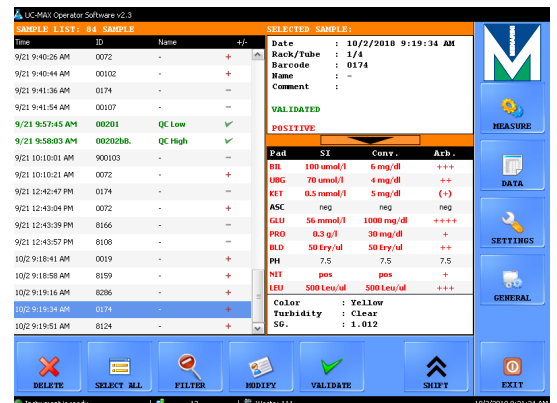 UC-MAX Operator Software v2.3
SAMPLE LIST: 84 SAMPLE
Time ID Name +/-
9/21 9:40:26 AM 0072 - +
9/21 9:40:44 AM 00102 - +
9/21 9:41:36 AM 0174 - -
9/21 9:41:54 AM 00107 - -
9/21 9:57:45 AM 00201 QC Low
9/21 9:58:03 AM 00202bB. QC High
9/21 10:10:01 AM 900103 - -
9/21 10:10:21 AM 0072 - +
9/21 12:42:47 PM 0174 - -
9/21 12:43:04 PM 0072 - +
9/21 12:43:39 PM 8166 - -
9/21 12:43:57 PM 8108 - -
10/2 9:18:41 AM 0019 - +
10/2 9:18:58 AM 8159 - +
10/2 9:19:16 AM 8286 - +
10/2 9:19:34 AM 0174 - +
10/2 9:19:51 AM 8124 - +
SELECTED SAMPLE:
Date : 10/2/2018 9:19:34 AM
Rack/Tube : 1/4
Barcode : 0174
Name : -
Comment :
VALIDATED
POSITIVE
Pad SI Conv. Arb.
BIL 100 umol/l 6 mg/dl +++
UBG 70 umol/l 4 mg/dl ++
KET 0.5 mmol/l 5 mg/dl (+)
ASC neg neg neg
GLU 56 mmol/l 1000 mg/dl ++++
PRO 0.3 g/l 30 mg/dl +
BLD 50 Ery/ul 50 Ery/ul ++
PH 7.5 7.5 7.5
NIT pos pos +
LEU 500 Leu/ul 500 Leu/ul +++
Color : Yellow
Turbidity : Clear
SG. : 1.012
MEASURE
DATA
SETTINGS
GENERAL
DELETE
SELECT ALL
FILTER
MODIFY
VALIDATE
SHIFT
EXIT